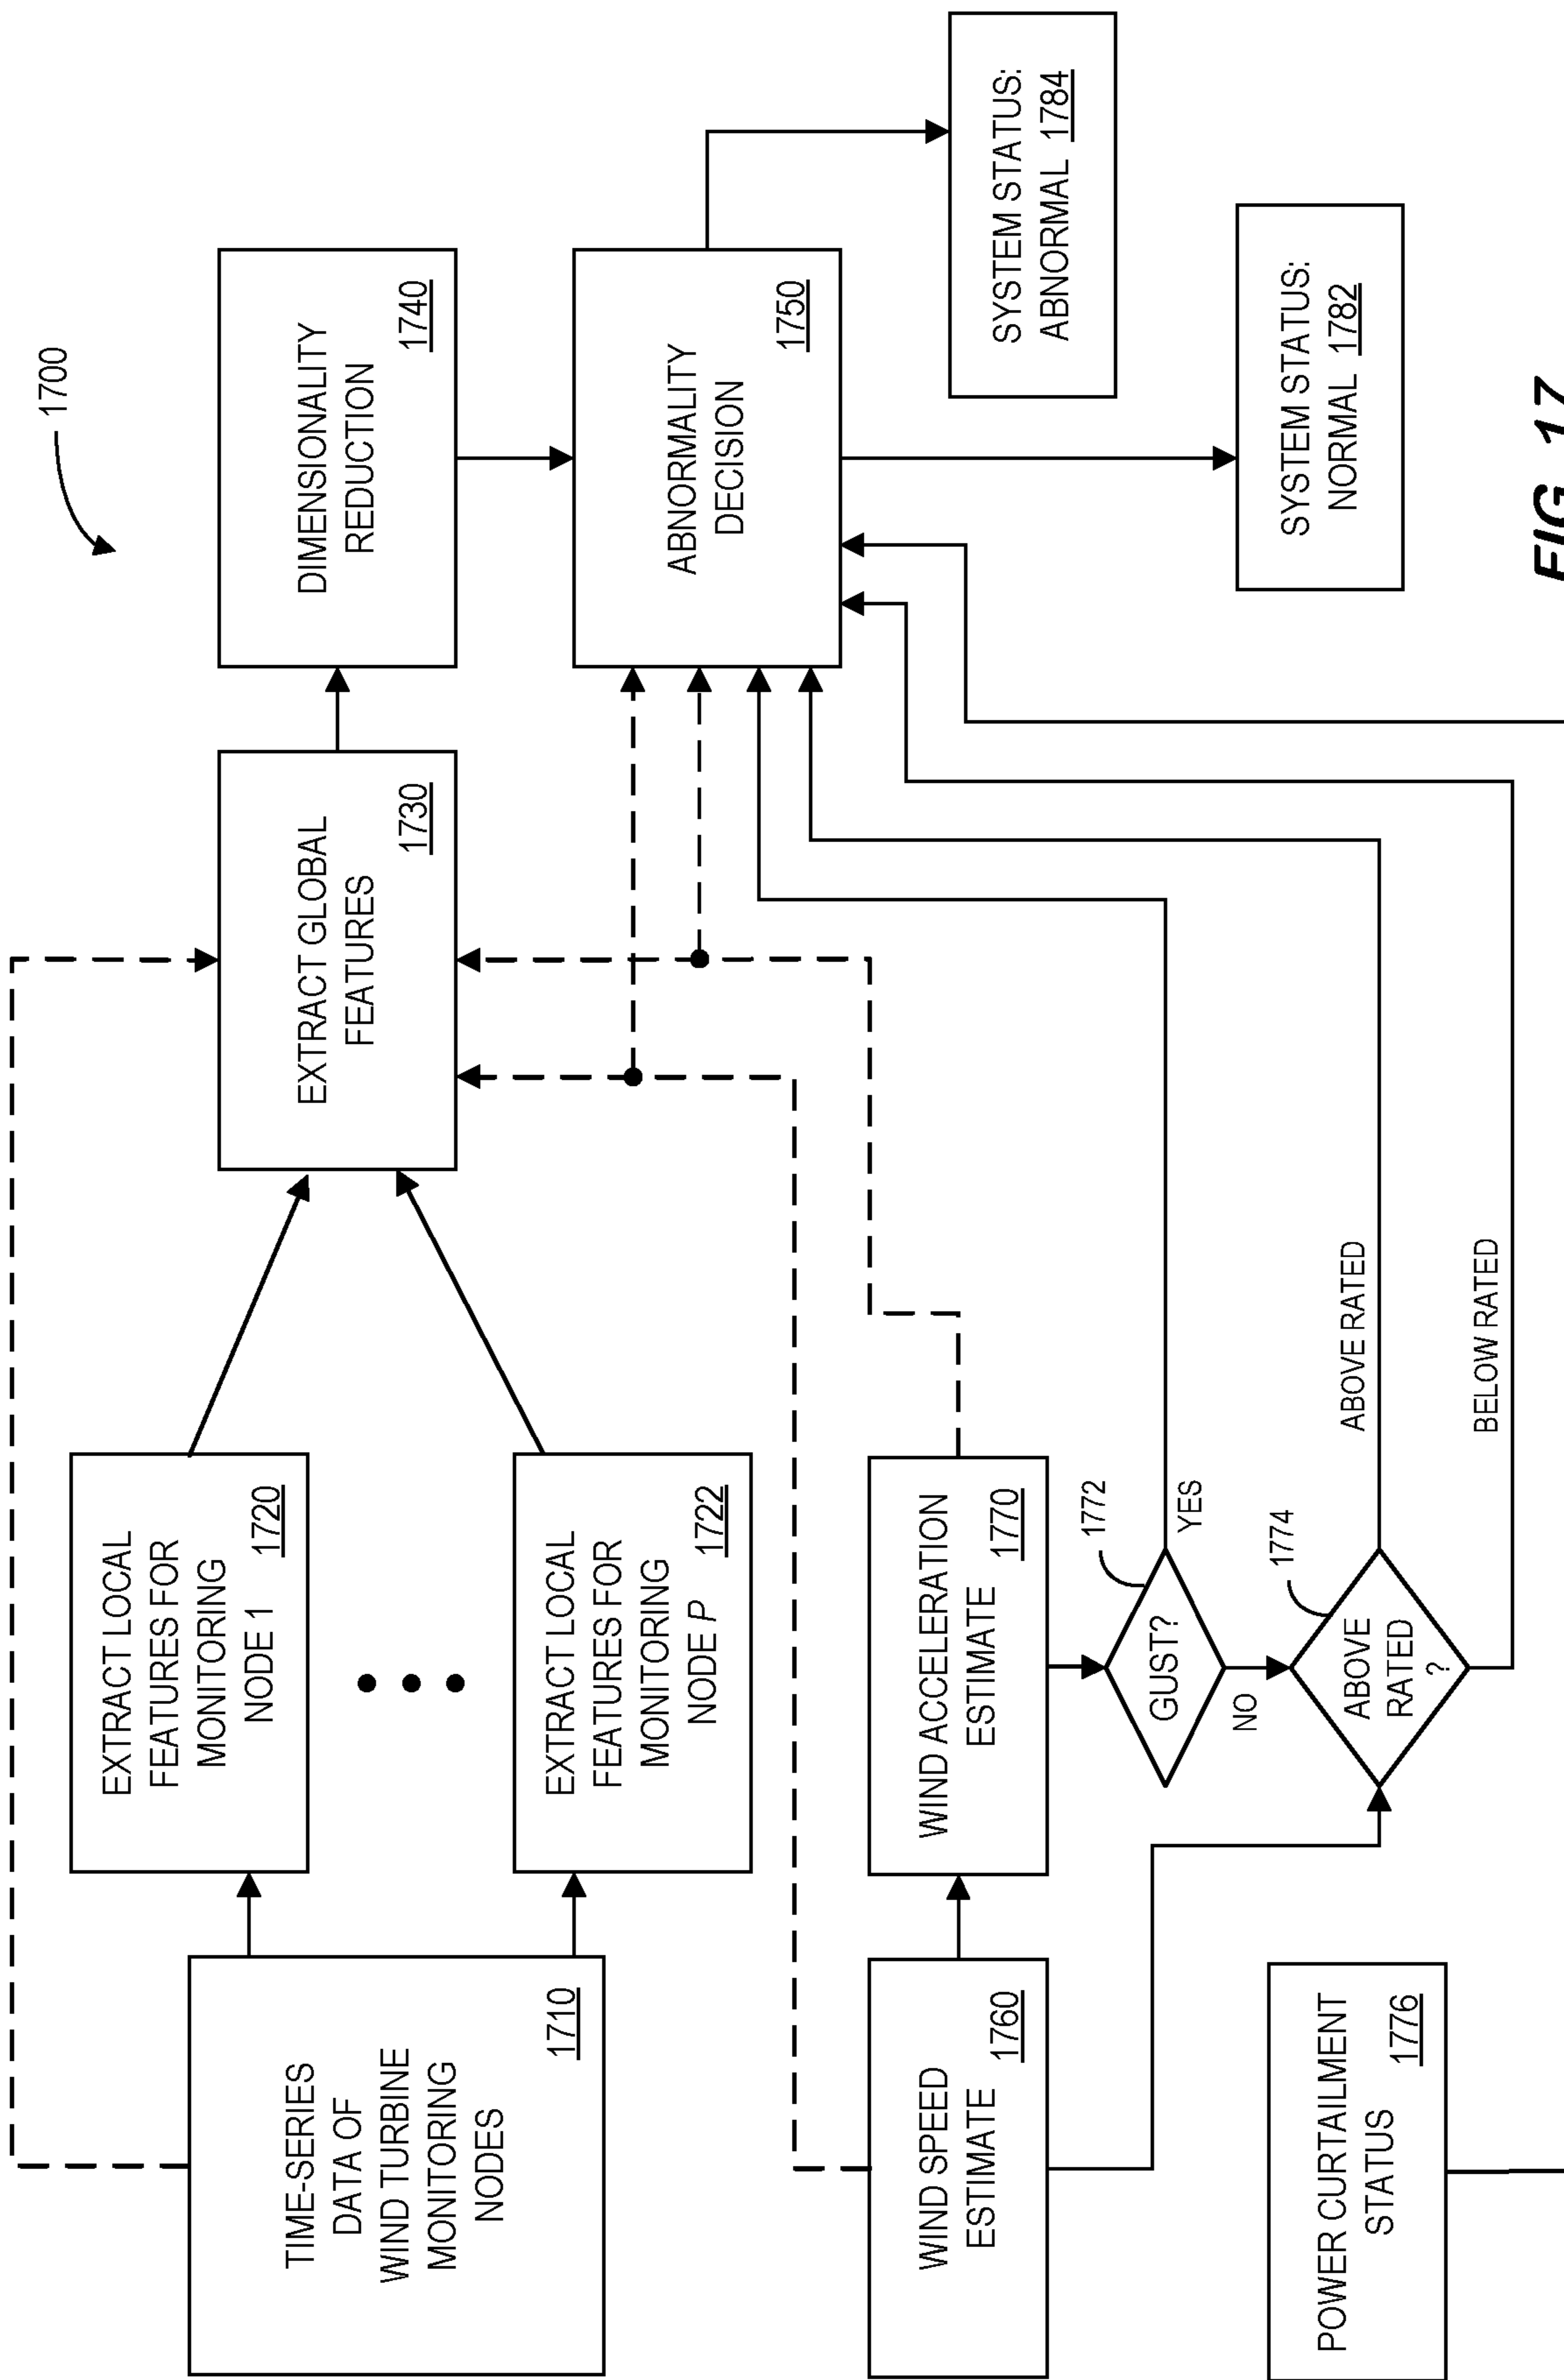 1700
TIME-SERIES
DATA OF
WIND TURBINE
MONITORING
NODES
1710
EXTRACT LOCAL
FEATURES FOR
MONITORING
NODE 1
1720
EXTRACT LOCAL
FEATURES FOR
MONITORING
NODE P
1722
EXTRACT GLOBAL
FEATURES
1730
DIMENSIONALITY
REDUCTION
1740
ABNORMALITY
DECISION
1750
WIND SPEED
ESTIMATE
1760
WIND ACCELERATION
ESTIMATE
1770
1772
GUST?
YES
NO
1774
ABOVE
RATED
?
ABOVE RATED
BELOW RATED
POWER CURTAILMENT
STATUS
1776
SYSTEM STATUS:
ABNORMAL 1784
SYSTEM STATUS:
NORMAL 1782
FIG. 17